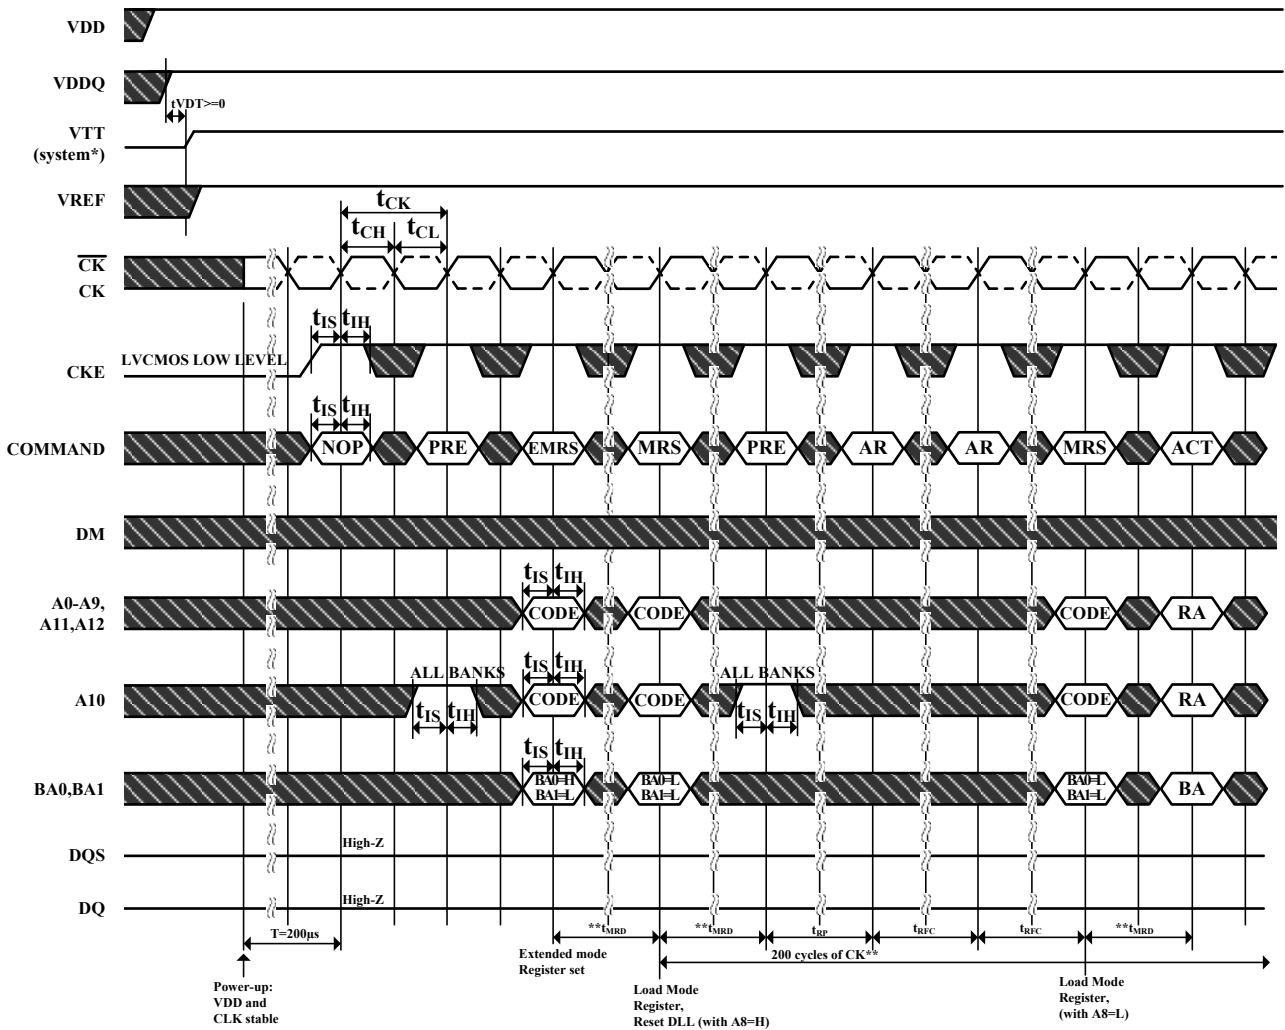 VDD
VDDQ
tVDT>=0
VTT
(system*)
VREF
tCK
tCH tCL
CK
CK
tIS tIH
LVCMOS LOW LEVEL
CKE
tIS tIH
COMMAND NOP PRE EMRS MRS PRE AR AR MRS ACT
DM
tIS tIH
A0-A9,
A11,A12
CODE CODE CODE RA
ALL BANKS tIS tIH ALL BANKS
A10 CODE CODE CODE RA
tIS tIH tIS tIH
tIS tIH
BA0,BA1
BA0=H BA0=L BA0=L
BA1=L BA1=L BA1=L
BA
High-Z
DQS
High-Z
DQ
T=200µs **tMRD **tMRD tRP tRFC tRFC **tMRD
Extended mode
Register set
200 cycles of CK**
Power-up:
VDD and
CLK stable
Load Mode
Register,
Reset DLL (with A8=H)
Load Mode
Register,
(with A8=L)